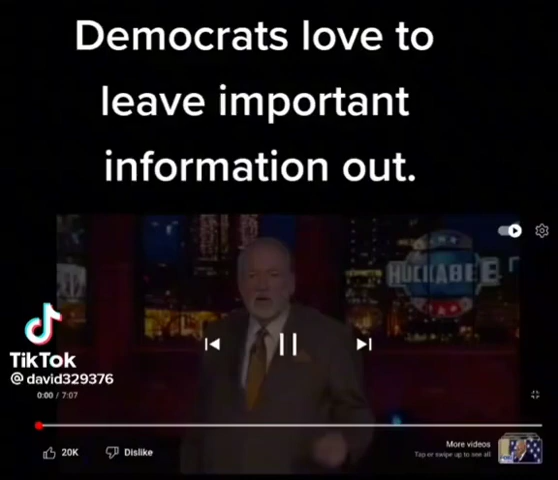 Democrats love to
leave important
information out.
HUCKABEE
TikTok
@ david329376
0:00 / 7:07
20K
Dislike
More videos
Tap or swipe up to see all